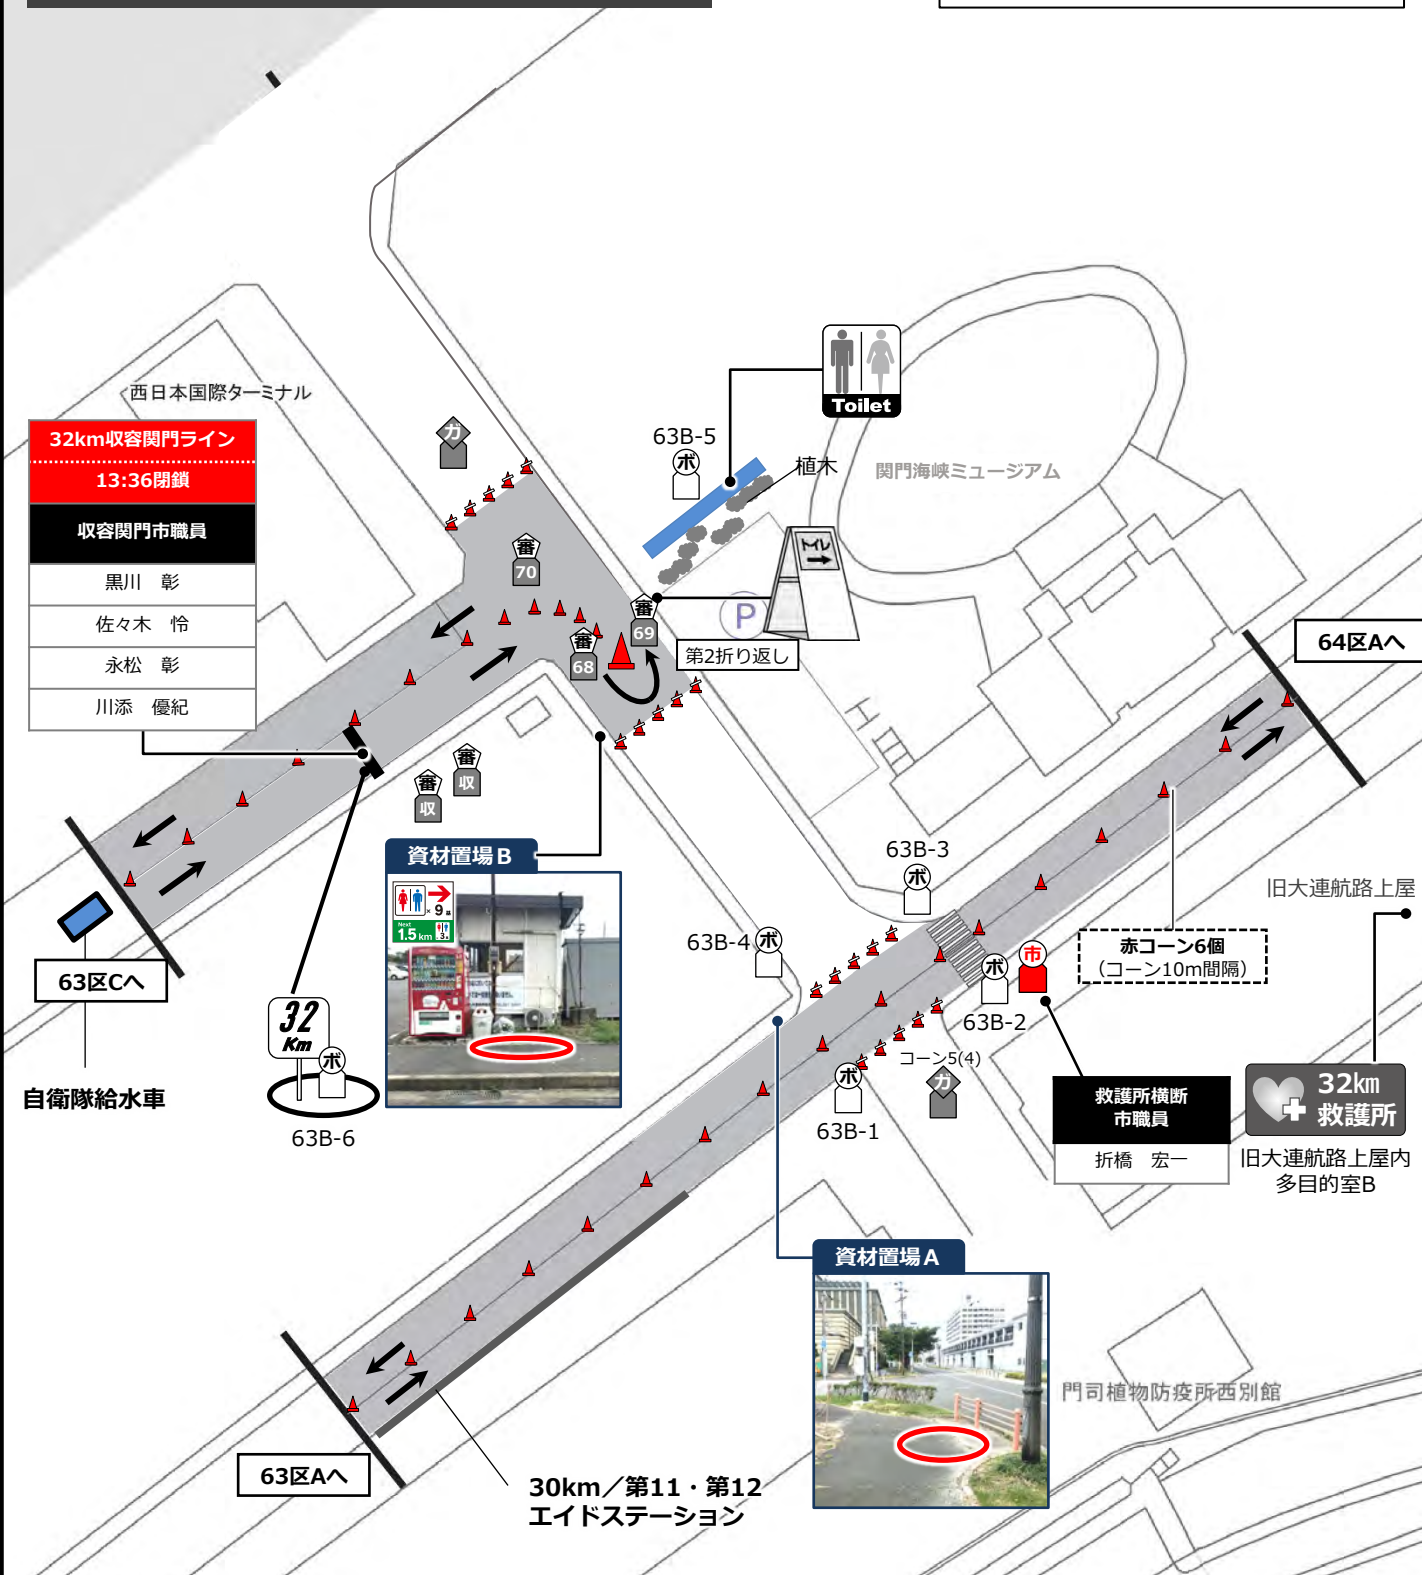 西日本国際ターミナル
32km収容関門ライン
13:36閉鎖
収容関門市職員
黒川 彰
佐々木 怜
永松 彰
川添 優紀
ガ
63B-5
ボ
Toilet
植木
関門海峡ミュージアム
トイレ
→
P
審
70
審
69
審
68
第2折り返し
64区Aへ
審
収
審
収
資材置場B
× 9基
Next
1.5km
63区Cへ
自衛隊給水車
32
Km
ボ
63B-6
63B-3
ボ
63B-4
ボ
ボ
63B-2
市
赤コーン6個
(コーン10m間隔)
旧大連航路上屋
コーン5(4)
ガ
ボ
63B-1
救護所横断
市職員
折橋 宏一
32km
救護所
旧大連航路上屋内
多目的室B
資材置場A
門司植物防疫所西別館
63区Aへ
30km／第11・第12
エイドステーション